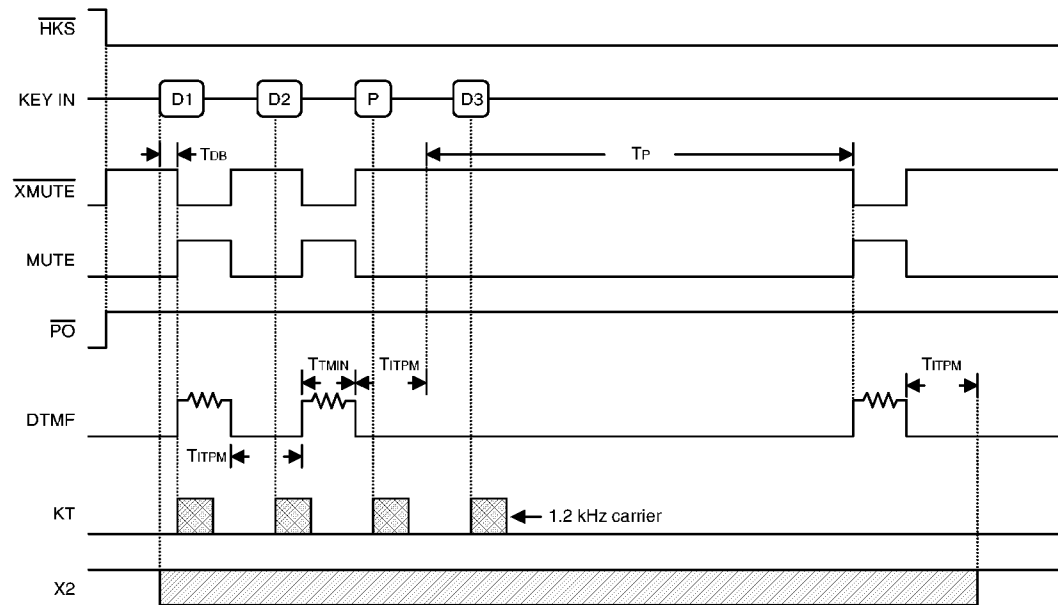 HKS
KEY IN D1 D2 P D3
TDB TP
XMUTE
MUTE
PO
TTMIN TITPM TITPM
DTMF
TITPM
KT 1.2 kHz carrier
X2